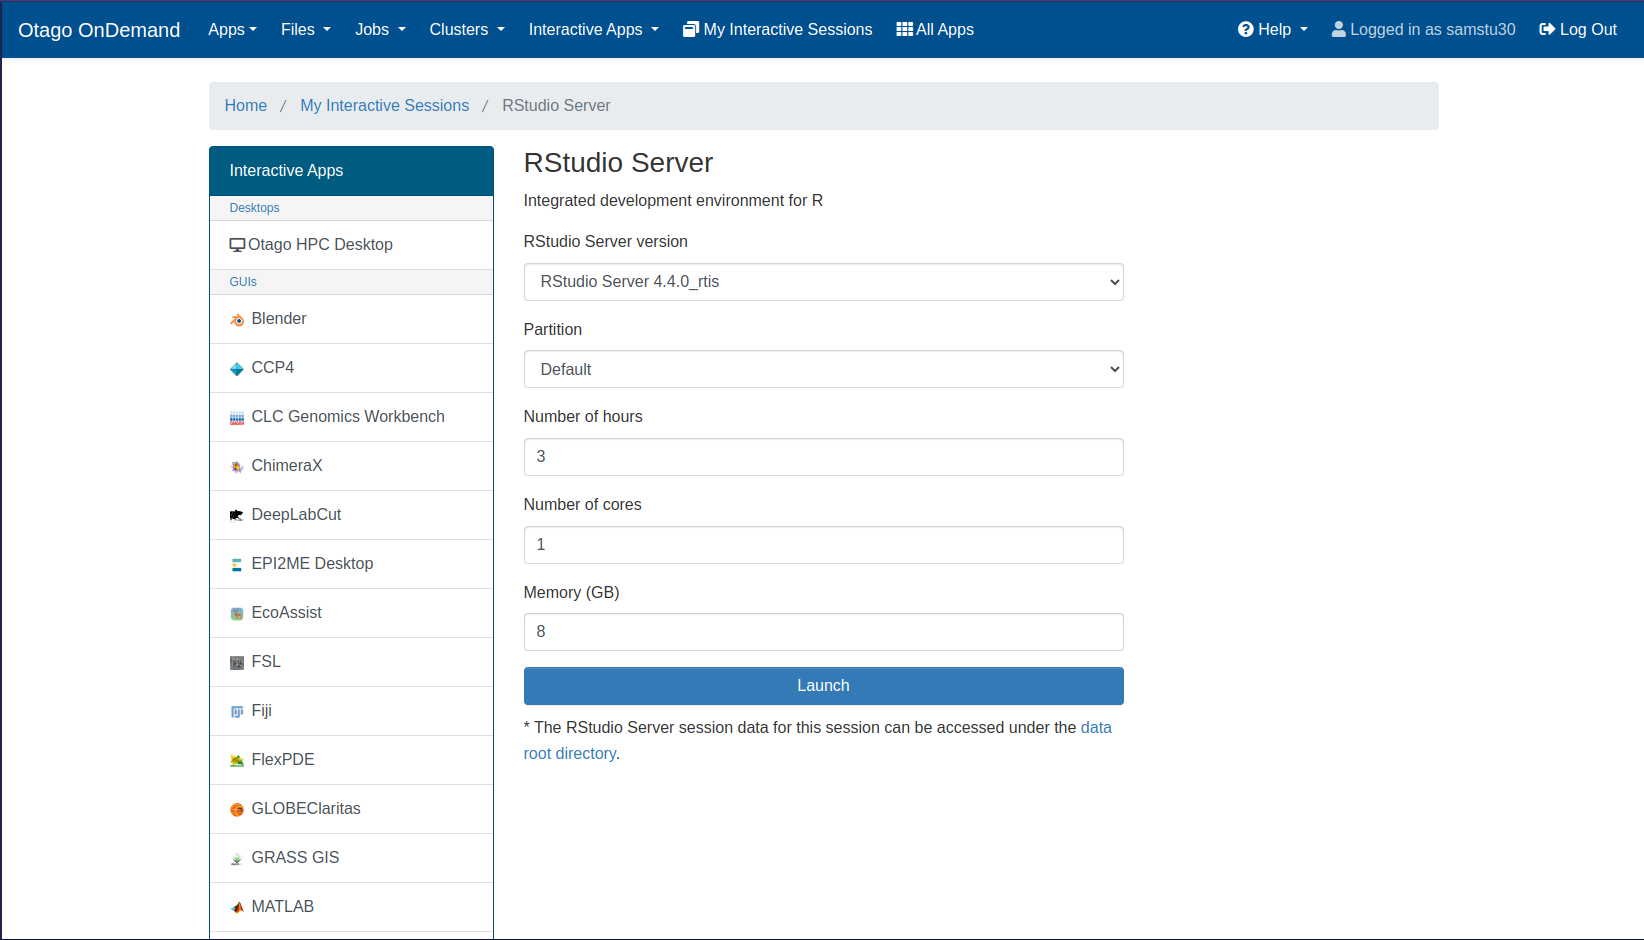 Otago OnDemand Apps Files Jobs Clusters Interactive Apps My Interactive Sessions All Apps Help Logged in as samstu30 Log Out
Home / My Interactive Sessions / RStudio Server
Interactive Apps
Desktops
Otago HPC Desktop
GUIs
Blender
CCP4
CLC Genomics Workbench
ChimeraX
DeepLabCut
EPI2ME Desktop
EcoAssist
FSL
Fiji
FlexPDE
GLOBEClaritas
GRASS GIS
MATLAB
RStudio Server
Integrated development environment for R
RStudio Server version
RStudio Server 4.4.0_rtis
Partition
Default
Number of hours
3
Number of cores
1
Memory (GB)
8
Launch
* The RStudio Server session data for this session can be accessed under the data
root directory.